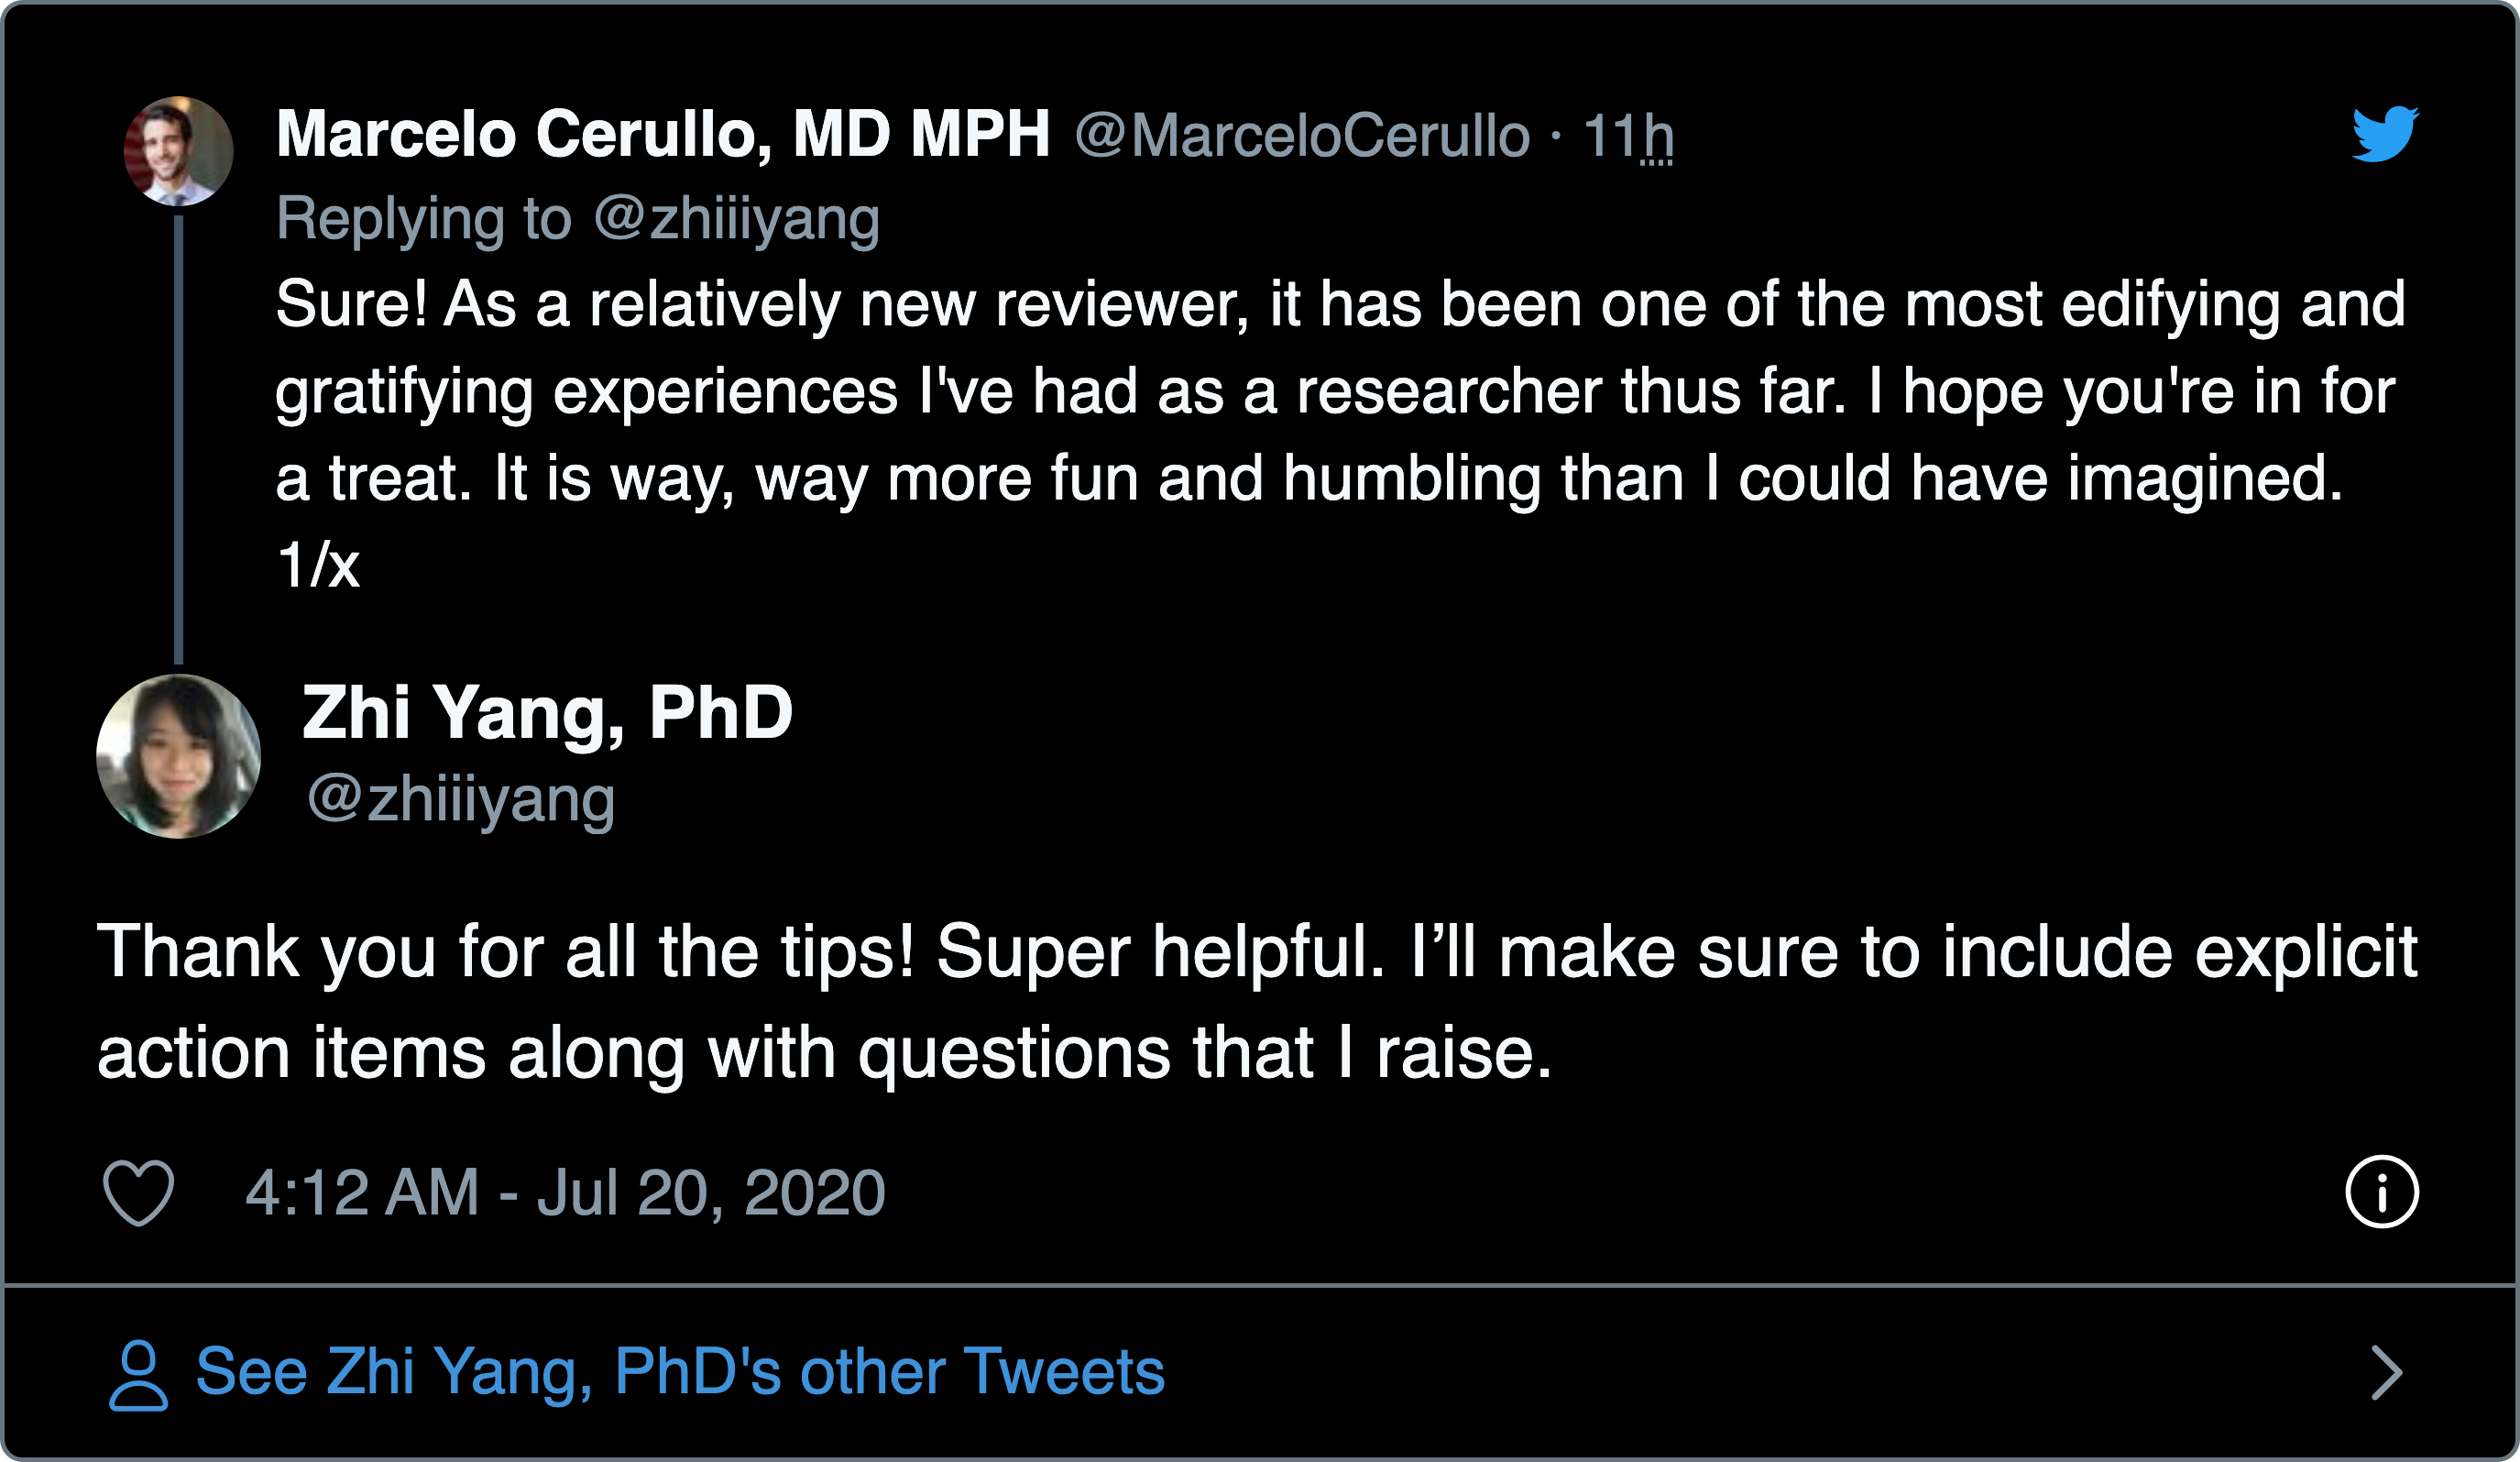 Marcelo Cerullo, MD MPH @MarceloCerullo · 11h
Replying to @zhiiiyang
Sure! As a relatively new reviewer, it has been one of the most edifying and
gratifying experiences I've had as a researcher thus far. I hope you're in for
a treat. It is way, way more fun and humbling than I could have imagined.
1/x
Zhi Yang, PhD
@zhiiiyang
Thank you for all the tips! Super helpful. I’ll make sure to include explicit
action items along with questions that I raise.
4:12 AM - Jul 20, 2020
See Zhi Yang, PhD's other Tweets